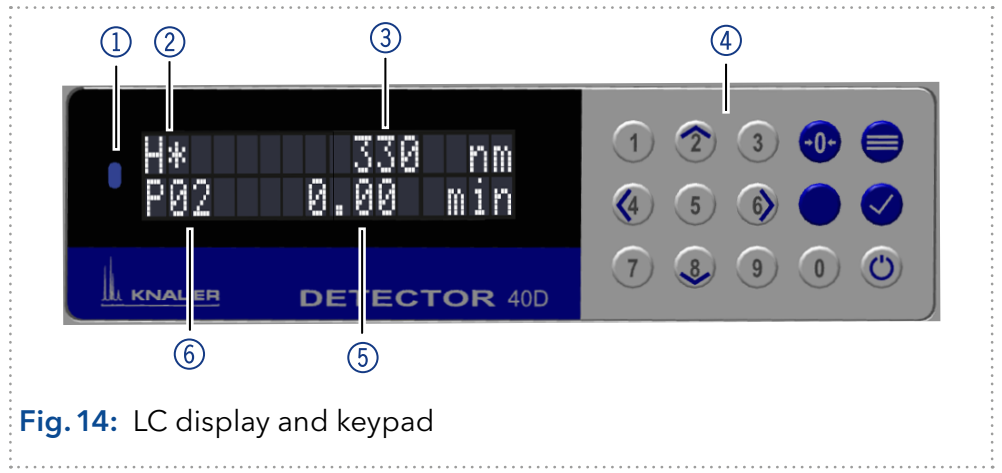 ① ② ③ ④
H* 330 nm
P02 0.00 min
KNAUER
DETECTOR 40D
1 2 3 →0←
4 5 6
7 8 9 0
⑥ ⑤
Fig. 14: LC display and keypad